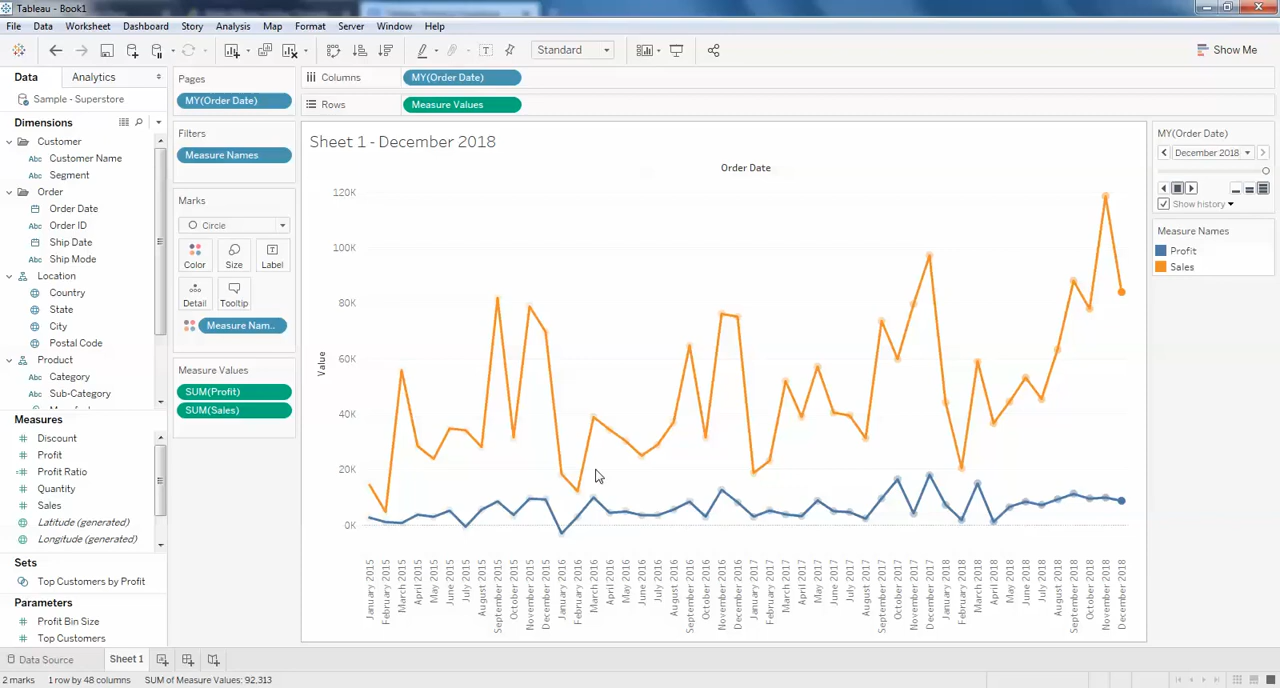 Tableau - Book1
File Data Worksheet Dashboard Story Analysis Map Format Server Window Help
Standard
Show Me
Data Analytics
Sample - Superstore
Dimensions
Customer
Abc Customer Name
Abc Segment
Order
Order Date
Abc Order ID
Ship Date
Abc Ship Mode
Location
Country
State
City
Postal Code
Product
Abc Category
Abc Sub-Category
Measures
# Discount
# Profit
=# Profit Ratio
# Quantity
# Sales
Latitude (generated)
Longitude (generated)
Sets
Top Customers by Profit
Parameters
# Profit Bin Size
# Top Customers
Pages
MY(Order Date)
Filters
Measure Names
Marks
Circle
Color Size Label
Detail Tooltip
Measure Nam..
Measure Values
SUM(Profit)
SUM(Sales)
Columns MY(Order Date)
Rows Measure Values
Sheet 1 - December 2018
Order Date
Value
120K
100K
80K
60K
40K
20K
0K
January 2015
February 2015
March 2015
April 2015
May 2015
June 2015
July 2015
August 2015
September 2015
October 2015
November 2015
December 2015
January 2016
February 2016
March 2016
April 2016
May 2016
June 2016
July 2016
August 2016
September 2016
October 2016
November 2016
December 2016
January 2017
February 2017
March 2017
April 2017
May 2017
June 2017
July 2017
August 2017
September 2017
October 2017
November 2017
December 2017
January 2018
February 2018
March 2018
April 2018
May 2018
June 2018
July 2018
August 2018
September 2018
October 2018
November 2018
December 2018
MY(Order Date)
December 2018
Show history
Measure Names
Profit
Sales
Data Source Sheet 1
2 marks 1 row by 48 columns SUM of Measure Values: 92,313